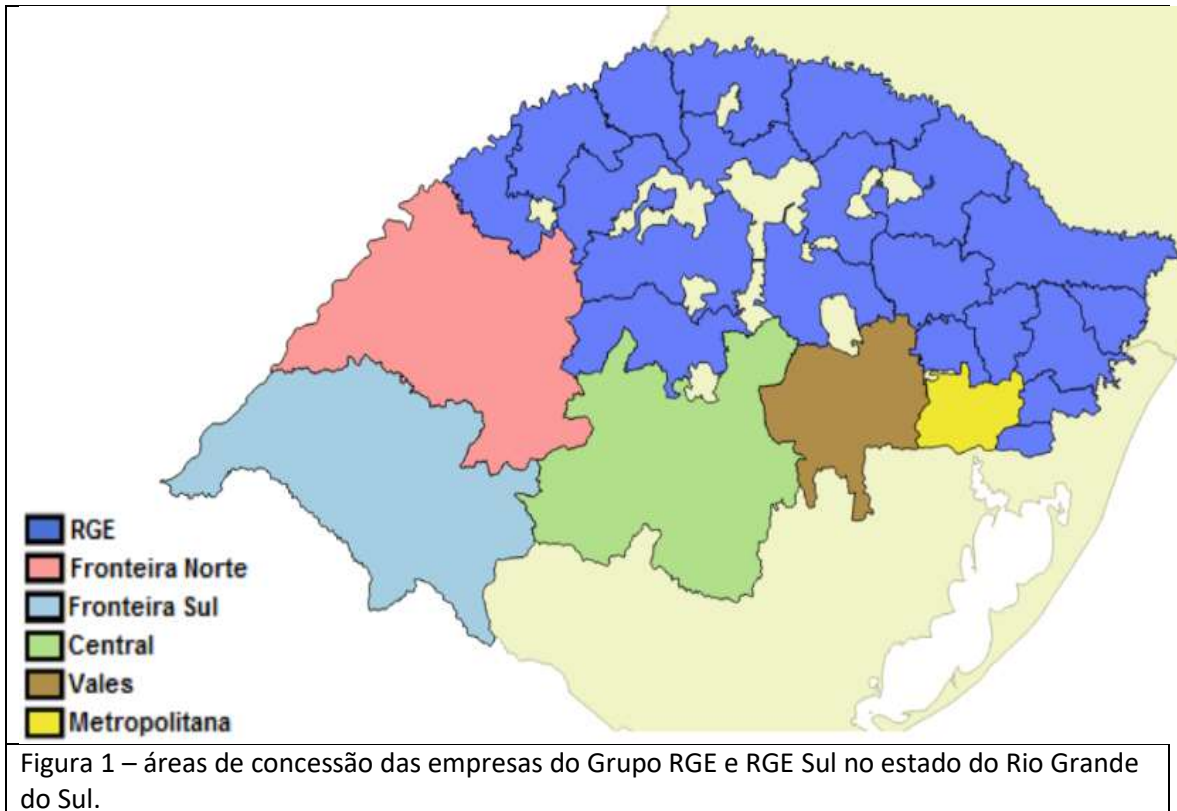 RGE
Fronteira Norte
Fronteira Sul
Central
Vales
Metropolitana
Figura 1 – áreas de concessão das empresas do Grupo RGE e RGE Sul no estado do Rio Grande
do Sul.